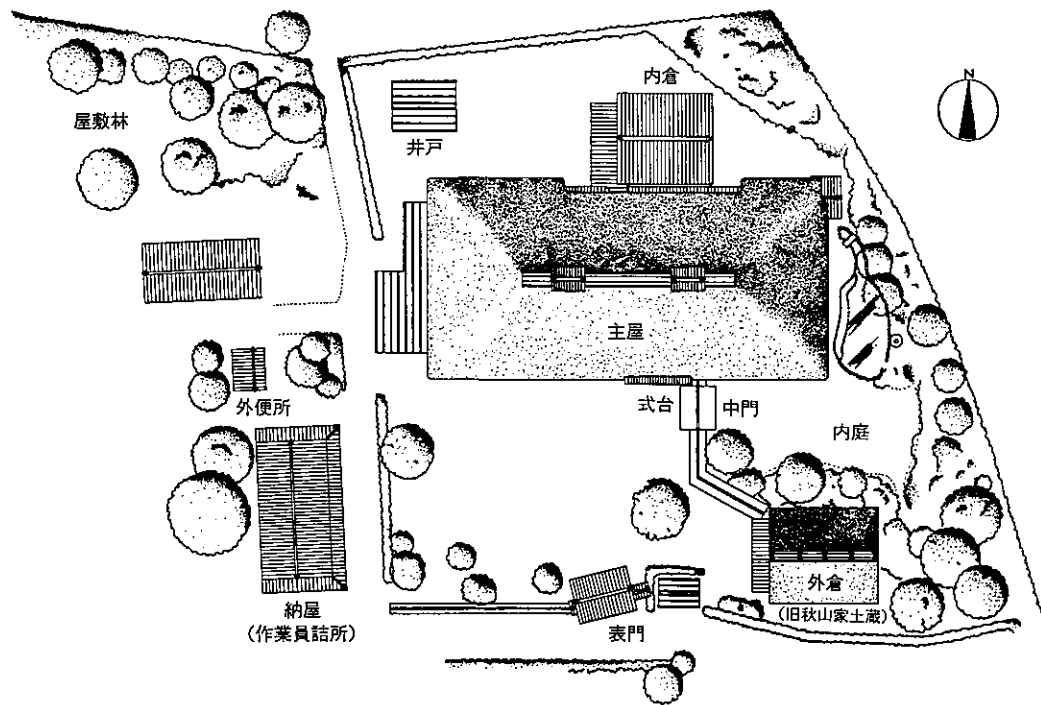 内倉
N
屋敷林
井戸
主屋
外便所
式台
中門
内庭
外倉
(旧秋山家土蔵)
納屋
(作業員詰所)
表門